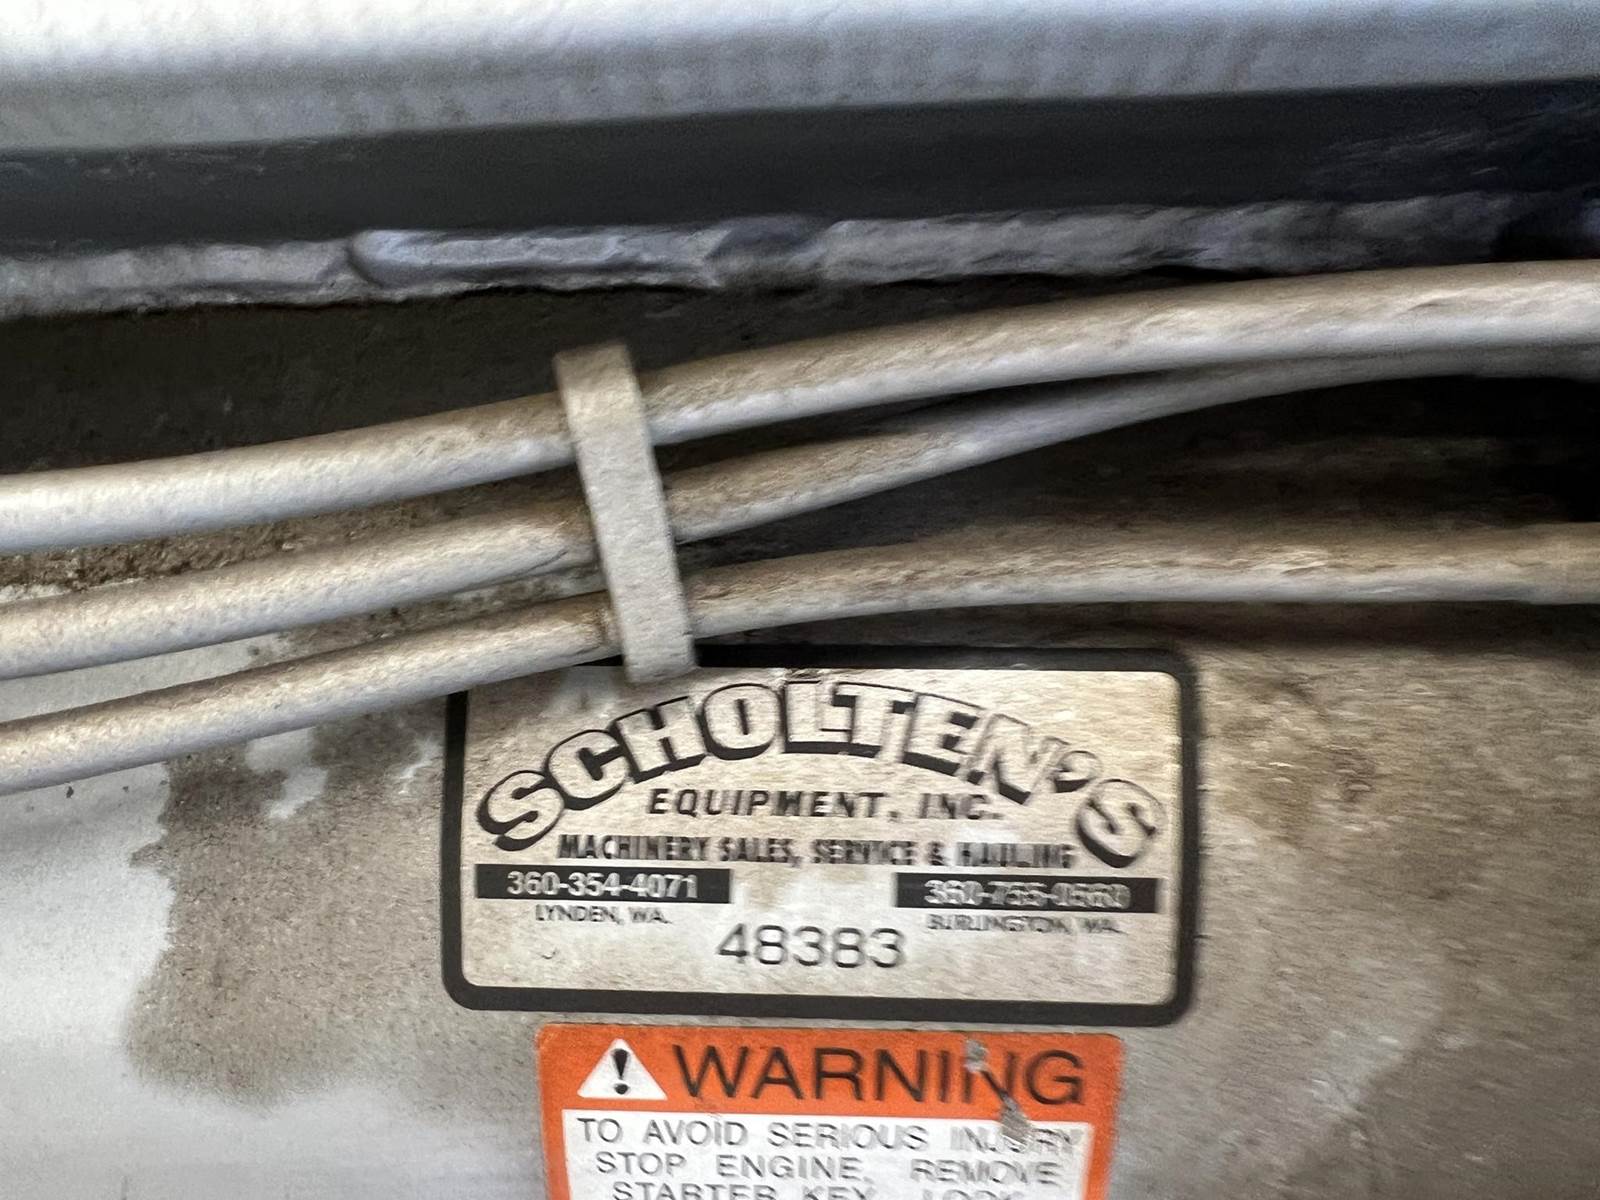 SCHOLTEN'S
EQUIPMENT, INC.
MACHINERY SALES, SERVICE & HAULING
360-354-4071
LYNDEN, WA.
BURLINGTON, WA.
48383
WARNING
TO AVOID SERIOUS INJURY
STOP ENGINE, REMOVE
STARTER KEY, LOCK